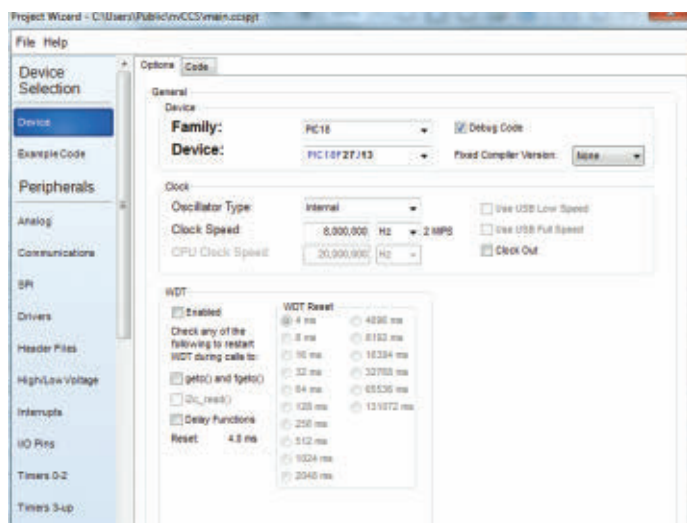 Project Wizard - C:\Users\Public\nvCCS\main.ccspjt
File Help
Device Selection
Device
Example Code
Peripherals
Analog
Communications
SPI
Drivers
Header Files
High/Low Voltage
Interrupts
I/O Pins
Timers 0-2
Timers 3-up
Options Code
General
Device
Family: PIC18 Debug Code
Device: PIC18F27J13 Fixed Compiler Version: None
Clock
Oscillator Type: Internal Use USB Low Speed
Clock Speed 8,000,000 Hz 2 MIPS Use USB Full Speed
CPU Clock Speed: 20,000,000 Hz Clock Out
WDT
Enabled
Check any of the
following to restart
WDT during calls to:
getc() and fgetc()
i2c_read()
Delay Functions
Reset: 4.0 ms
WDT Reset
4 ms 4096 ms
8 ms 8192 ms
16 ms 16384 ms
32 ms 32768 ms
64 ms 65536 ms
128 ms 131072 ms
256 ms
512 ms
1024 ms
2048 ms